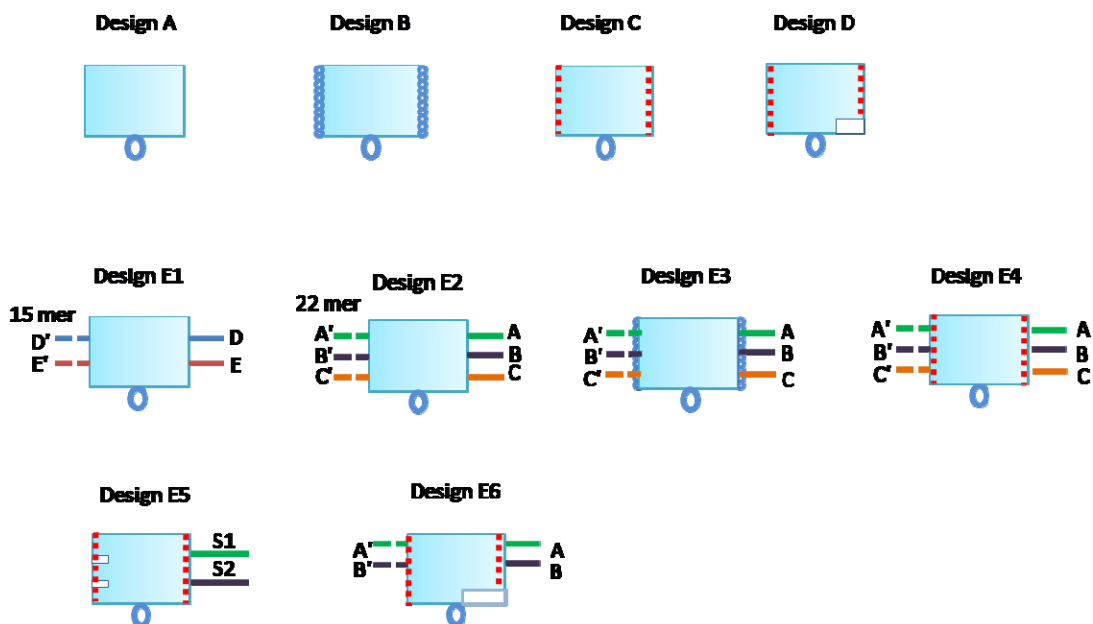 Design A
Design B
Design C
Design D
Design E1
Design E2
Design E3
Design E4
15 mer
D'
E'
D
E
22 mer
A'
B'
C'
A
B
C
A'
B'
C'
A
B
C
A'
B'
C'
A
B
C
Design E5
Design E6
S1
S2
A'
B'
A
B